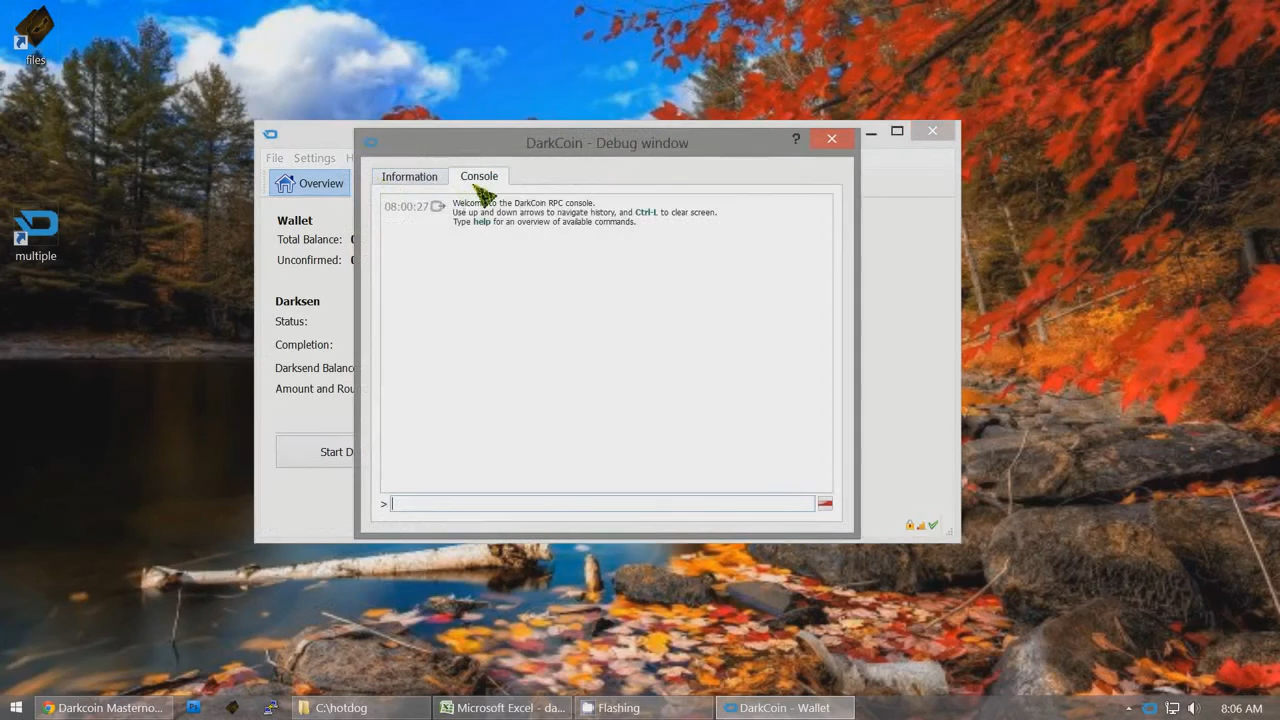 files
multiple
File Settings H
Overview
Wallet
Total Balance:
Unconfirmed:
Darksen
Status:
Completion:
Darksend Balanc
Amount and Rou
Start D
DarkCoin - Debug window
?
Information
Console
08:00:27
Welcome to the DarkCoin RPC console.
Use up and down arrows to navigate history, and Ctrl-L to clear screen.
Type help for an overview of available commands.
>
Darkcoin Masterno...
Ps
C:\hotdog
Microsoft Excel - da...
Flashing
DarkCoin - Wallet
8:06 AM